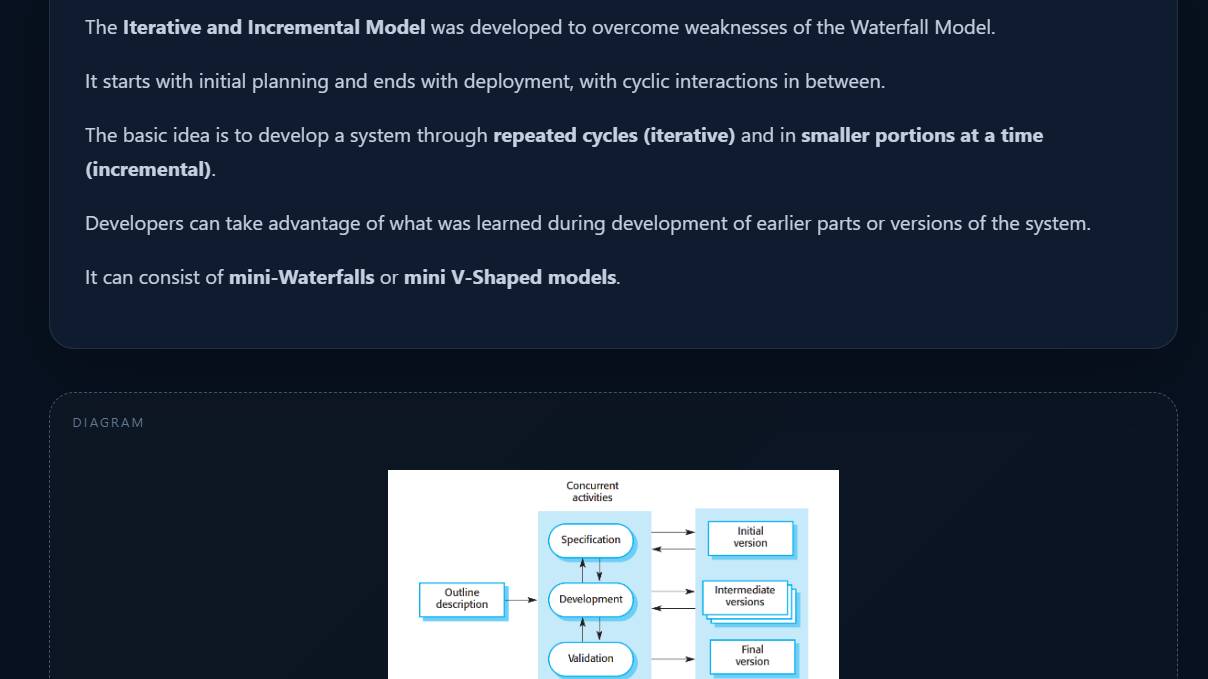 The Iterative and Incremental Model was developed to overcome weaknesses of the Waterfall Model.
It starts with initial planning and ends with deployment, with cyclic interactions in between.
The basic idea is to develop a system through repeated cycles (iterative) and in smaller portions at a time
(incremental).
Developers can take advantage of what was learned during development of earlier parts or versions of the system.
It can consist of mini-Waterfalls or mini V-Shaped models.
DIAGRAM
Concurrent
activities
Specification
Initial
version
Outline
description
Development
Intermediate
versions
Validation
Final
version